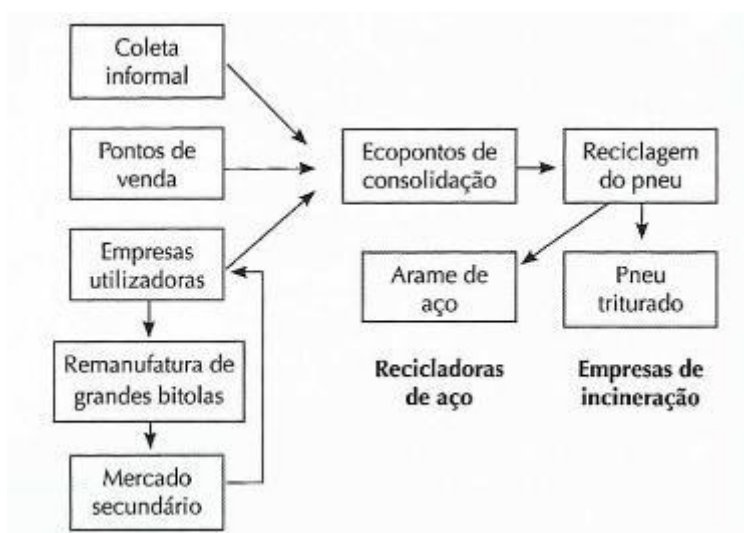 Coleta
informal
Pontos de
venda
Empresas
utilizadoras
Remanufatura de
grandes bitolas
Mercado
secundário
Ecopontos de
consolidação
Reciclagem
do pneu
Arame de
aço
Pneu
triturado
Recicladoras
de aço
Empresas de
incineração